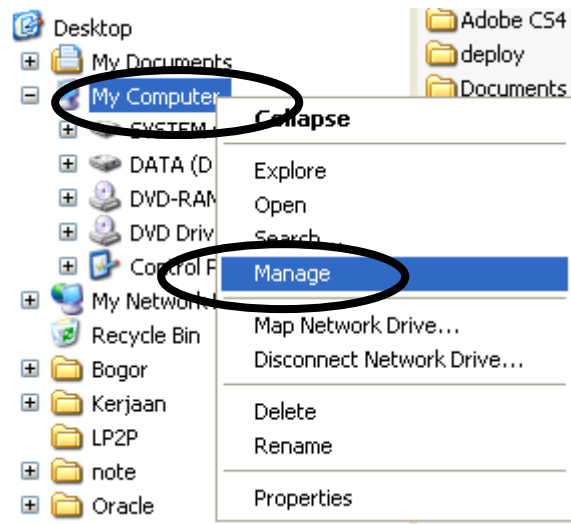 Desktop
My Documents
My Computer
SYSTEM
DATA (D
DVD-RAM
DVD Driv
Control P
My Network
Recycle Bin
Bogor
Kerjaan
LP2P
note
Oracle
Adobe CS4
deploy
Documents
Collapse
Explore
Open
Search...
Manage
Map Network Drive...
Disconnect Network Drive...
Delete
Rename
Properties